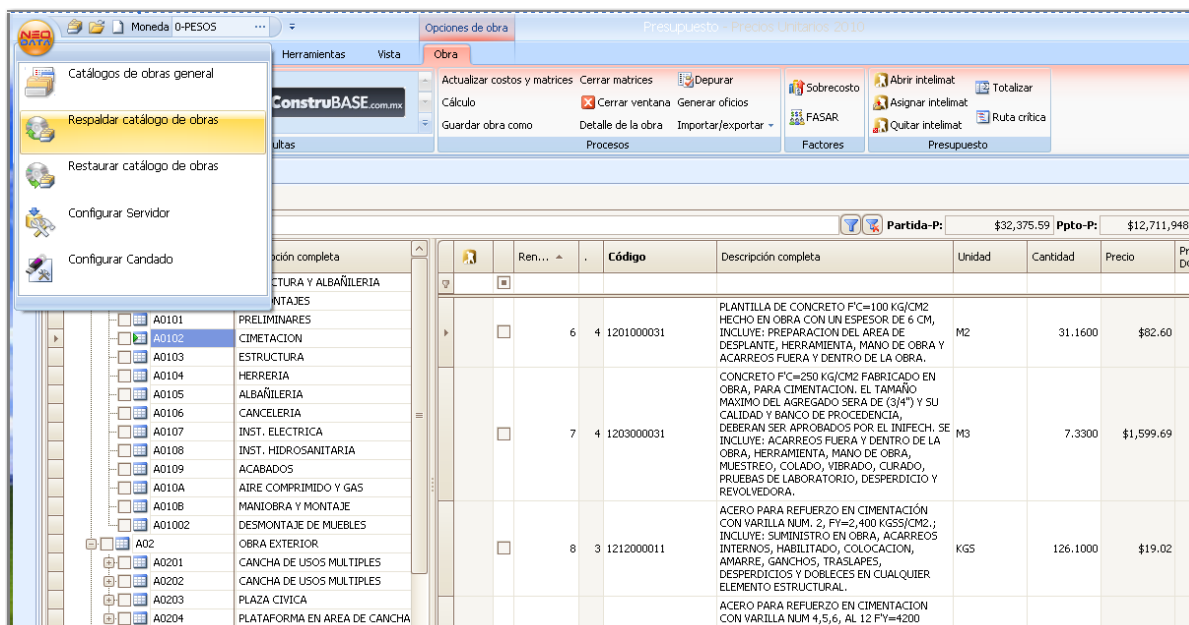 NEO
DATA
Moneda 0-PESOS
Opciones de obra
Presupuesto - Precios Unitarios 2010
Herramientas
Vista
Obra
Catálogos de obras general
Respaldar catálogo de obras
Restaurar catálogo de obras
Configurar Servidor
Configurar Candado
ConstruBASE.com.mx
ultas
Actualizar costos y matrices
Cerrar matrices
Depurar
Cálculo
Cerrar ventana
Generar oficios
Guardar obra como
Detalle de la obra
Importar/exportar
Procesos
Sobrecosto
FASAR
Factores
Abrir intelimat
Totalizar
Asignar intelimat
Ruta crítica
Quitar intelimat
Presupuesto
Partida-P: $32,375.59 Ppto-P: $12,711,948
pción completa
CTURA Y ALBAÑILERIA
NTAJES
A0101 PRELIMINARES
A0102 CIMETACION
A0103 ESTRUCTURA
A0104 HERRERIA
A0105 ALBAÑILERIA
A0106 CANCELERIA
A0107 INST. ELECTRICA
A0108 INST. HIDROSANITARIA
A0109 ACABADOS
A010A AIRE COMPRIMIDO Y GAS
A010B MANIOBRA Y MONTAJE
A01002 DESMONTAJE DE MUEBLES
A02 OBRA EXTERIOR
A0201 CANCHA DE USOS MULTIPLES
A0202 CANCHA DE USOS MULTIPLES
A0203 PLAZA CIVICA
A0204 PLATAFORMA EN AREA DE CANCHA
Ren... . Código Descripción completa Unidad Cantidad Precio Pr
DO
6 4 1201000031
PLANTILLA DE CONCRETO F'C=100 KG/CM2
HECHO EN OBRA CON UN ESPESOR DE 6 CM,
INCLUYE: PREPARACION DEL AREA DE
DESPLANTE, HERRAMIENTA, MANO DE OBRA Y
ACARREOS FUERA Y DENTRO DE LA OBRA.
M2 31.1600 $82.60
7 4 1203000031
CONCRETO F'C=250 KG/CM2 FABRICADO EN
OBRA, PARA CIMENTACION. EL TAMAÑO
MAXIMO DEL AGREGADO SERA DE (3/4") Y SU
CALIDAD Y BANCO DE PROCEDENCIA,
DEBERAN SER APROBADOS POR EL INIFECH. SE
INCLUYE: ACARREOS FUERA Y DENTRO DE LA
OBRA, HERRAMIENTA, MANO DE OBRA,
MUESTREO, COLADO, VIBRADO, CURADO,
PRUEBAS DE LABORATORIO, DESPERDICIO Y
REVOLVEDORA.
M3 7.3300 $1,599.69
8 3 1212000011
ACERO PARA REFUERZO EN CIMENTACIÓN
CON VARILLA NUM. 2, FY=2,400 KGSS/CM2.;
INCLUYE: SUMINISTRO EN OBRA, ACARREOS
INTERNOS, HABILITADO, COLOCACION,
AMARRE, GANCHOS, TRASLAPES,
DESPERDICIOS Y DOBLECES EN CUALQUIER
ELEMENTO ESTRUCTURAL.
KGS 126.1000 $19.02
ACERO PARA REFUERZO EN CIMENTACION
CON VARILLA NUM 4,5,6, AL 12 F'Y=4200